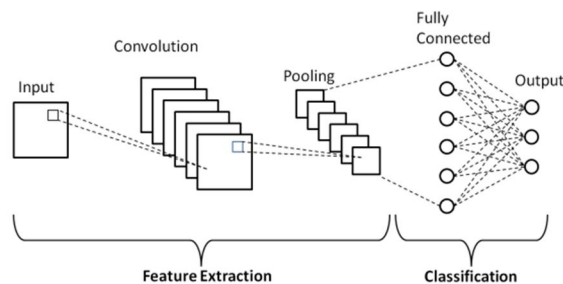 Input
Convolution
Pooling
Fully
Connected
Output
Feature Extraction
Classification